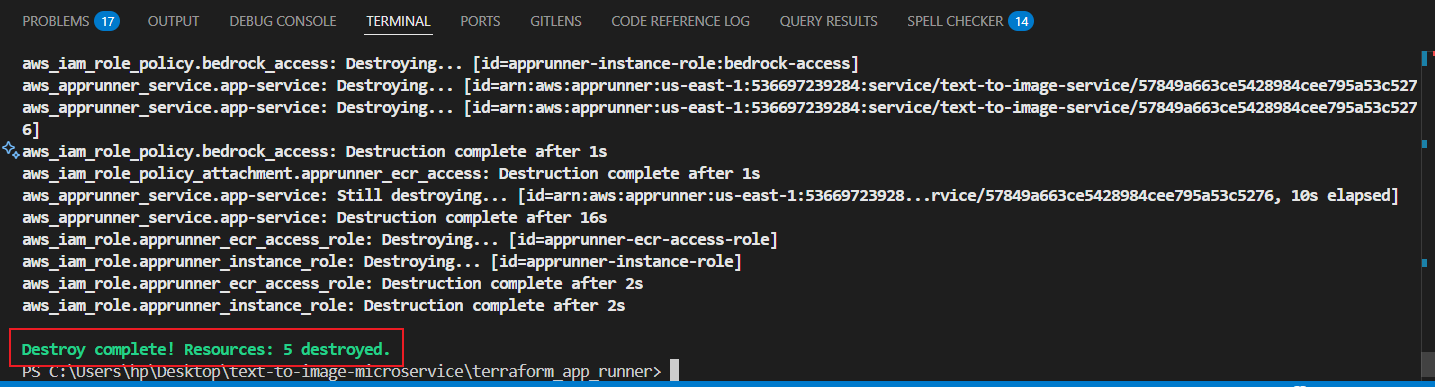 PROBLEMS 17 OUTPUT DEBUG CONSOLE TERMINAL PORTS GITLENS CODE REFERENCE LOG QUERY RESULTS SPELL CHECKER 14
aws_iam_role_policy.bedrock_access: Destroying... [id=apprunner-instance-role:bedrock-access]
aws_apprunner_service.app-service: Destroying... [id=arn:aws:apprunner:us-east-1:536697239284:service/text-to-image-service/57849a663ce5428984cee795a53c527
aws_apprunner_service.app-service: Destroying... [id=arn:aws:apprunner:us-east-1:536697239284:service/text-to-image-service/57849a663ce5428984cee795a53c527
6]
aws_iam_role_policy.bedrock_access: Destruction complete after 1s
aws_iam_role_policy_attachment.apprunner_ecr_access: Destruction complete after 1s
aws_apprunner_service.app-service: Still destroying... [id=arn:aws:apprunner:us-east-1:53669723928...rvice/57849a663ce5428984cee795a53c5276, 10s elapsed]
aws_apprunner_service.app-service: Destruction complete after 16s
aws_iam_role.apprunner_ecr_access_role: Destroying... [id=apprunner-ecr-access-role]
aws_iam_role.apprunner_instance_role: Destroying... [id=apprunner-instance-role]
aws_iam_role.apprunner_ecr_access_role: Destruction complete after 2s
aws_iam_role.apprunner_instance_role: Destruction complete after 2s
Destroy complete! Resources: 5 destroyed.
PS C:\Users\hp\Desktop\text-to-image-microservice\terraform_app_runner>